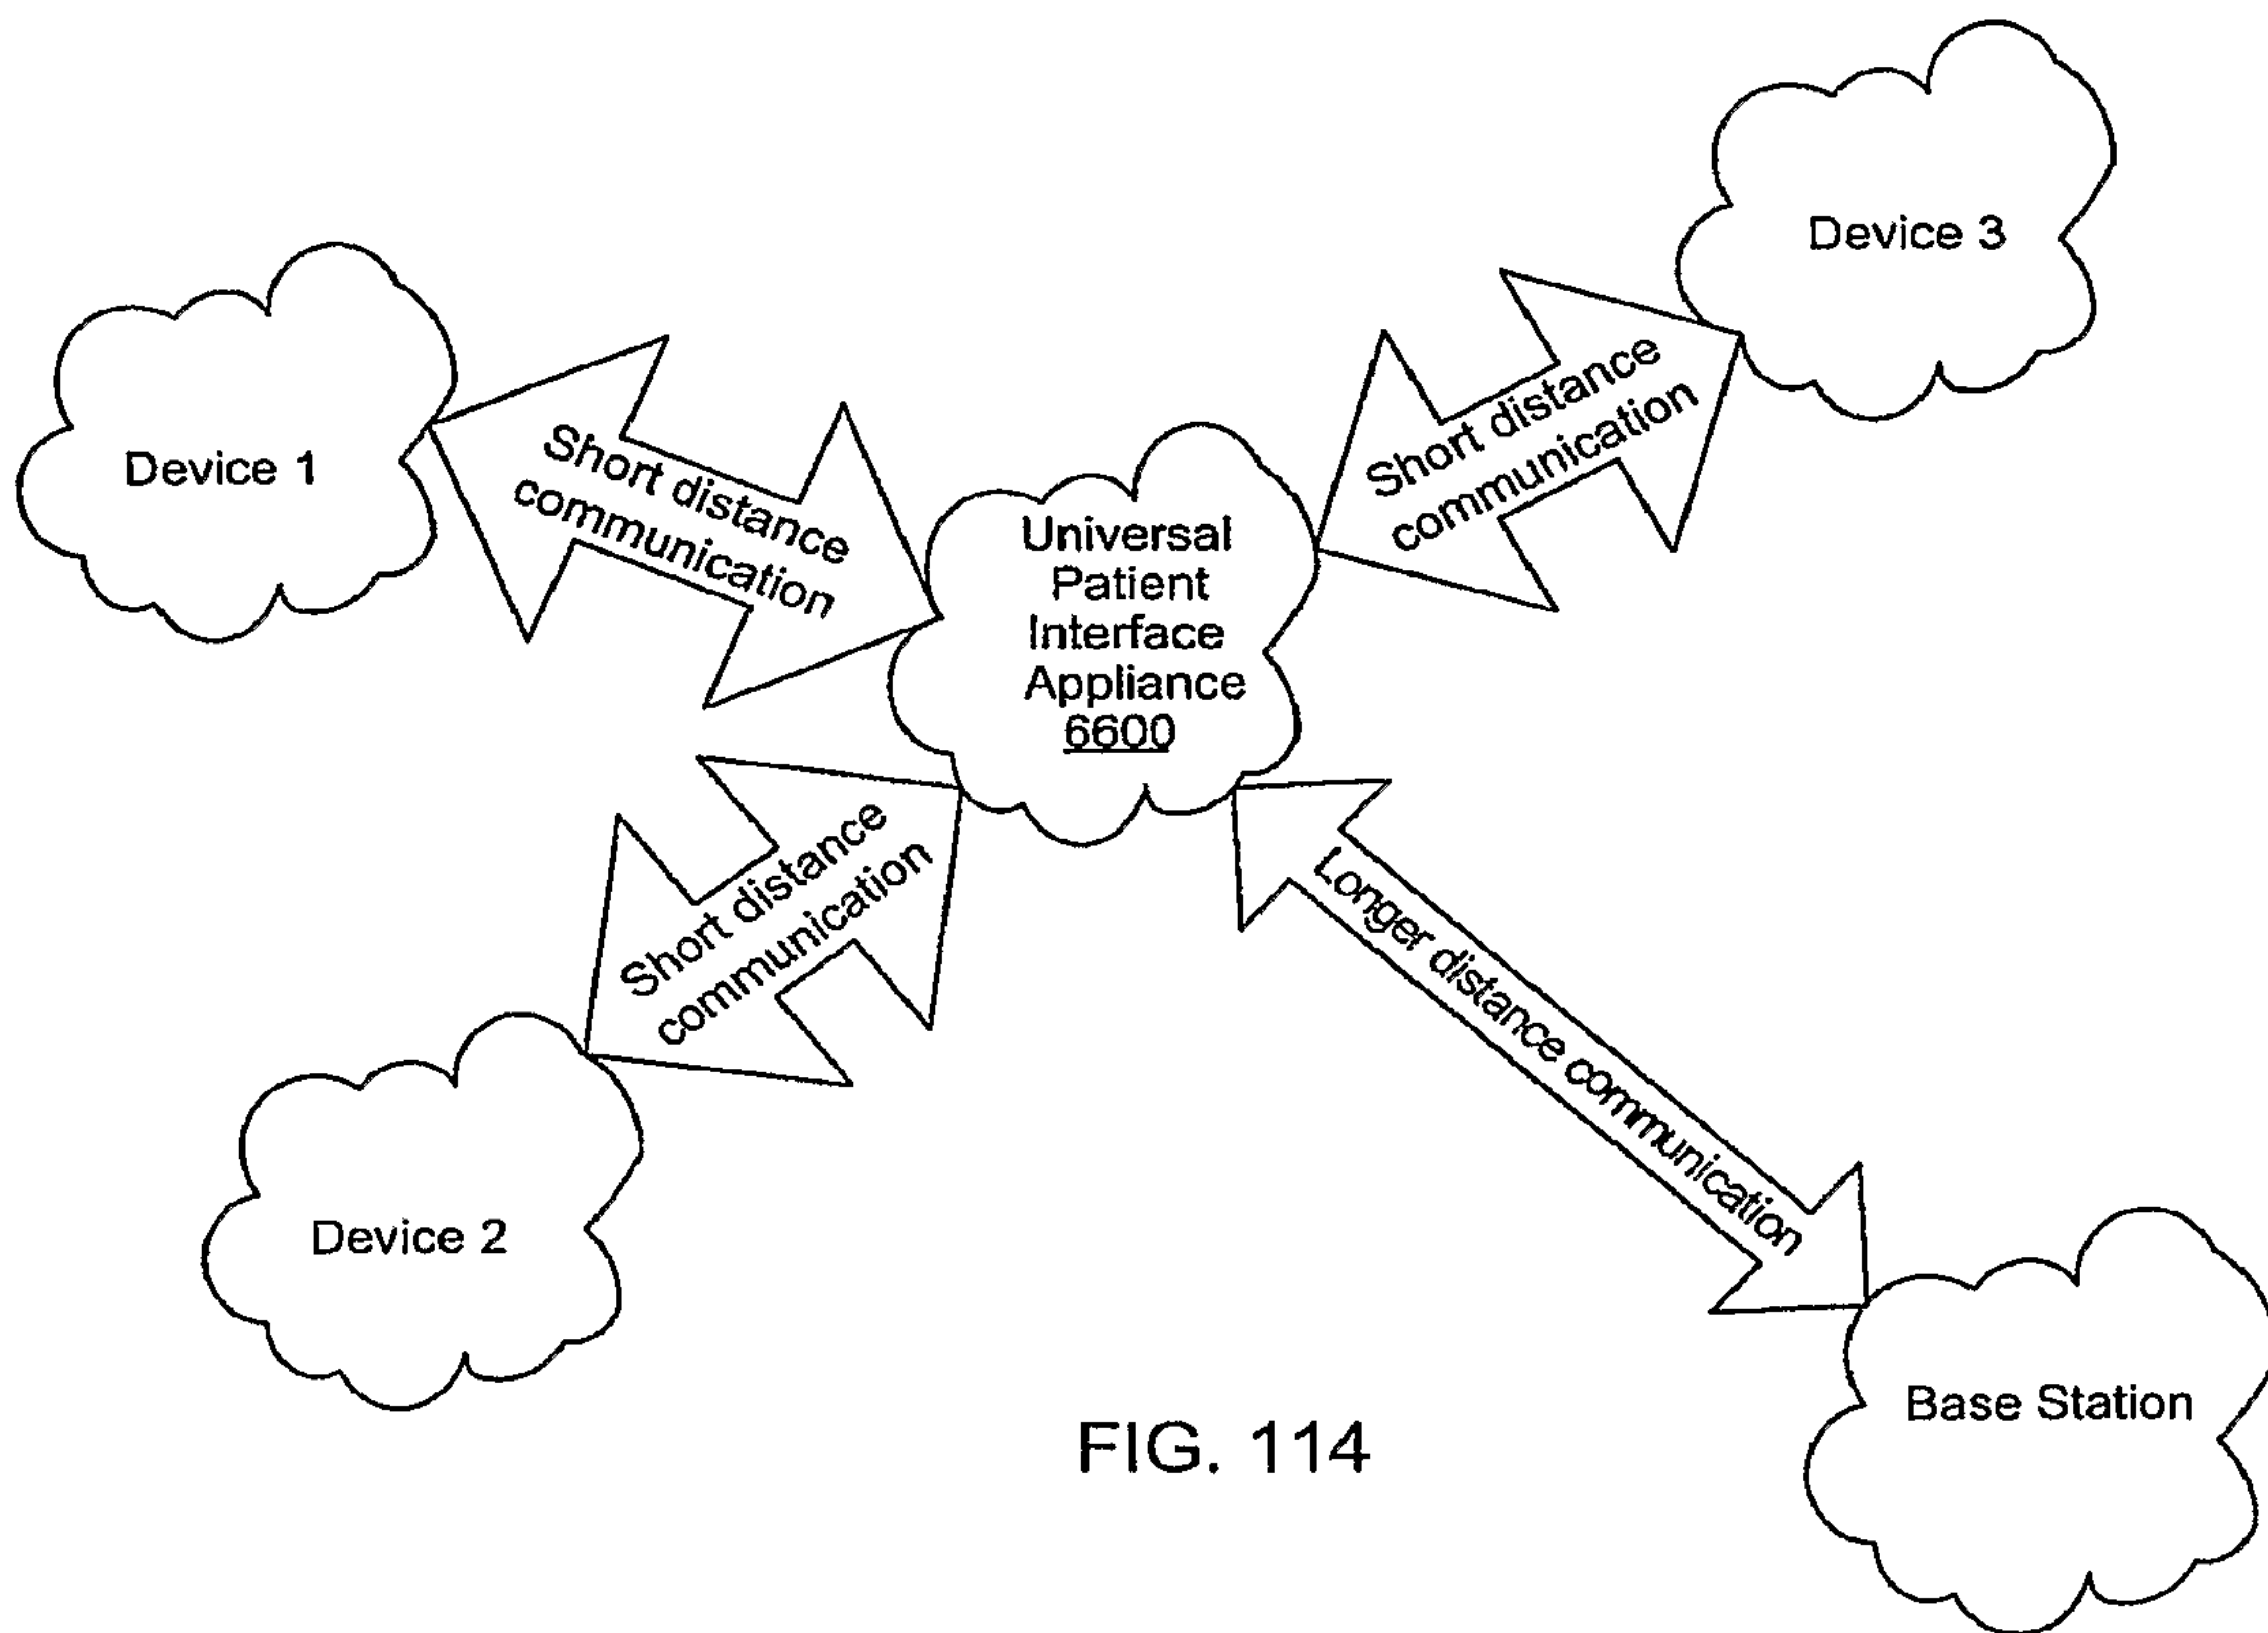 Device 3
Short distance
communication
Device 1
Short distance
communication
Universal
Patient
Interface
Appliance
6600
Short distance
communication
Longer distance communication
Device 2
Base Station
FIG. 114